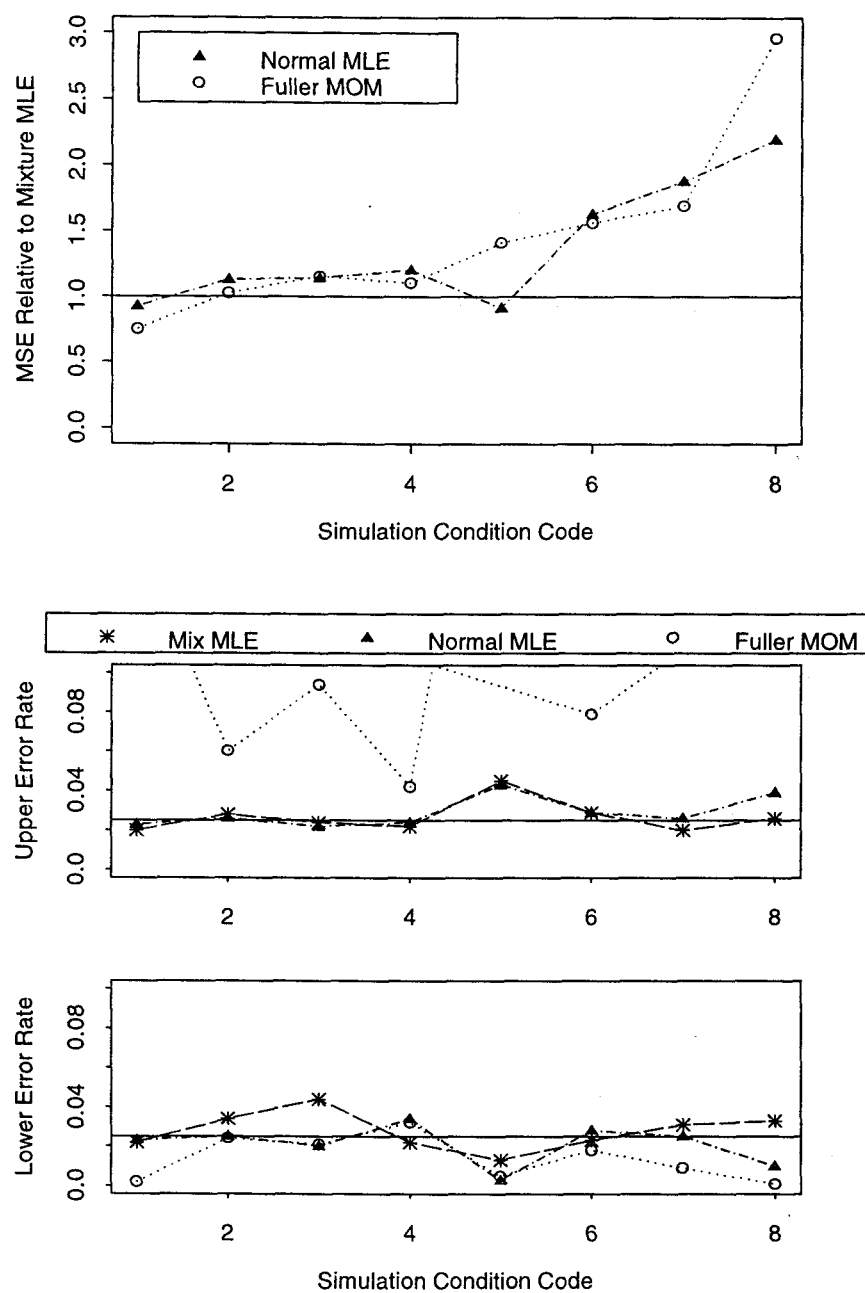 MSE Relative to Mixture MLE
3.0
2.5
2.0
1.5
1.0
0.5
0.0
Normal MLE
Fuller MOM
2 4 6 8
Simulation Condition Code
Mix MLE Normal MLE Fuller MOM
Upper Error Rate
0.08
0.04
0.0
2 4 6 8
Lower Error Rate
0.08
0.04
0.0
2 4 6 8
Simulation Condition Code